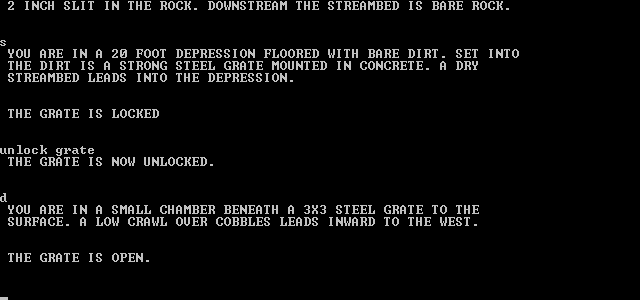 2 INCH SLIT IN THE ROCK. DOWNSTREAM THE STREAMBED IS BARE ROCK.
s
YOU ARE IN A 20 FOOT DEPRESSION FLOORED WITH BARE DIRT. SET INTO
THE DIRT IS A STRONG STEEL GRATE MOUNTED IN CONCRETE. A DRY
STREAMBED LEADS INTO THE DEPRESSION.
THE GRATE IS LOCKED
unlock grate
THE GRATE IS NOW UNLOCKED.
d
YOU ARE IN A SMALL CHAMBER BENEATH A 3X3 STEEL GRATE TO THE
SURFACE. A LOW CRAWL OVER COBBLES LEADS INWARD TO THE WEST.
THE GRATE IS OPEN.